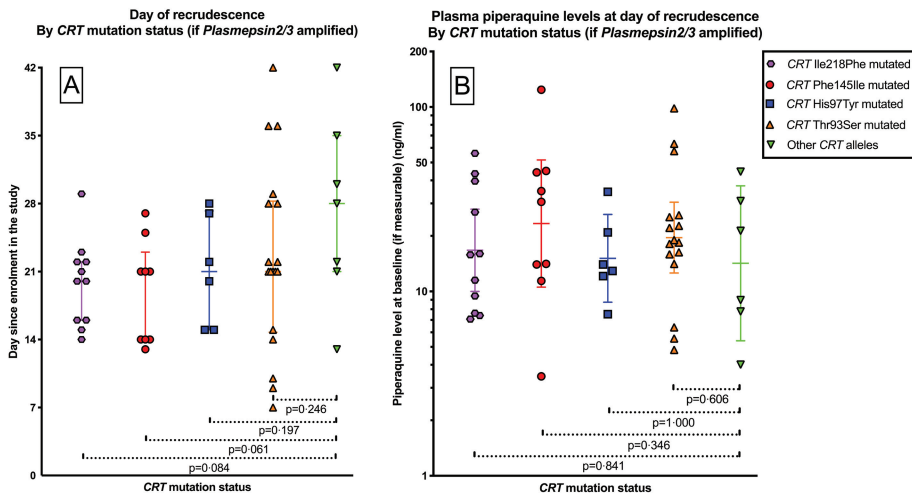 Day of recrudescence
By CRT mutation status (if Plasmepsin2/3 amplified)
A
Day since enrolment in the study
42
35
28
21
14
7
0
p=0·246
p=0·197
p=0·061
p=0·084
CRT mutation status
Plasma piperaquine levels at day of recrudescence
By CRT mutation status (if Plasmepsin2/3 amplified)
B
Piperaquine level at baseline (if measurable) (ng/ml)
200
100
50
10
1
p=0·606
p=1·000
p=0·346
p=0·841
CRT mutation status
CRT Ile218Phe mutated
CRT Phe145Ile mutated
CRT His97Tyr mutated
CRT Thr93Ser mutated
Other CRT alleles